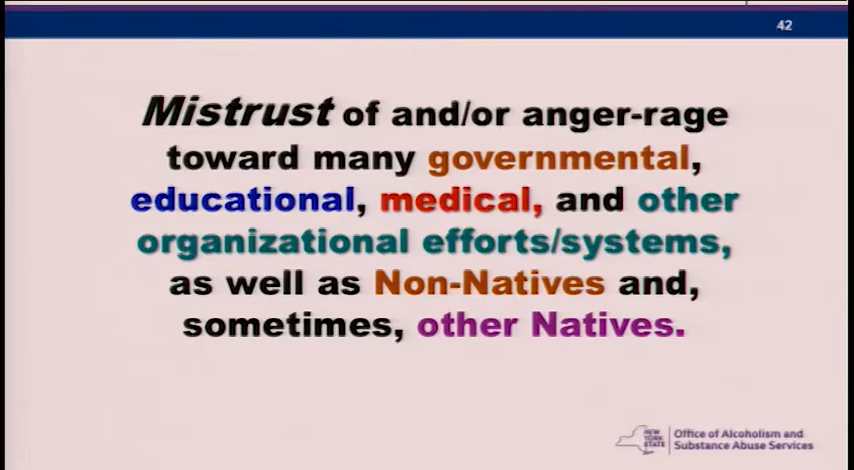 42
Mistrust of and/or anger-rage
toward many governmental,
educational, medical, and other
organizational efforts/systems,
as well as Non-Natives and,
sometimes, other Natives.
NEW
YORK
STATE
Office of Alcoholism and
Substance Abuse Services